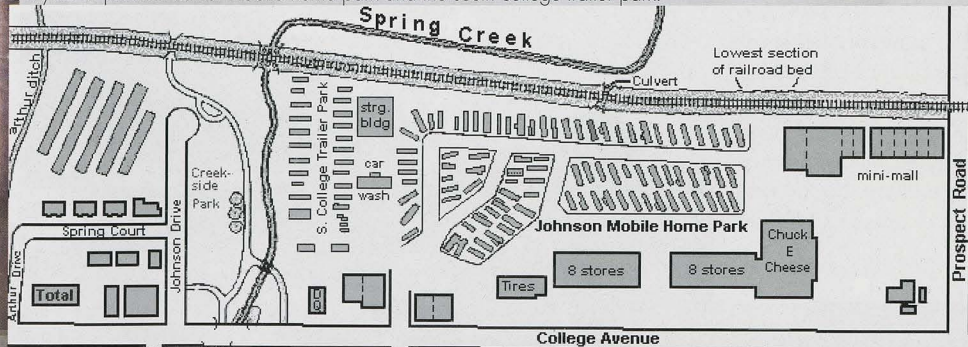 Spring Creek
Lowest section
of railroad bed
Culvert
Arthur ditch
strg.
bldg
S. College Trailer Park
car
wash
mini-mall
Creek-
side
Park
Johnson Drive
Spring Court
Johnson Mobile Home Park
Chuck
E
Cheese
8 stores
8 stores
Tires
Prospect Road
Arthur Drive
Total
College Avenue